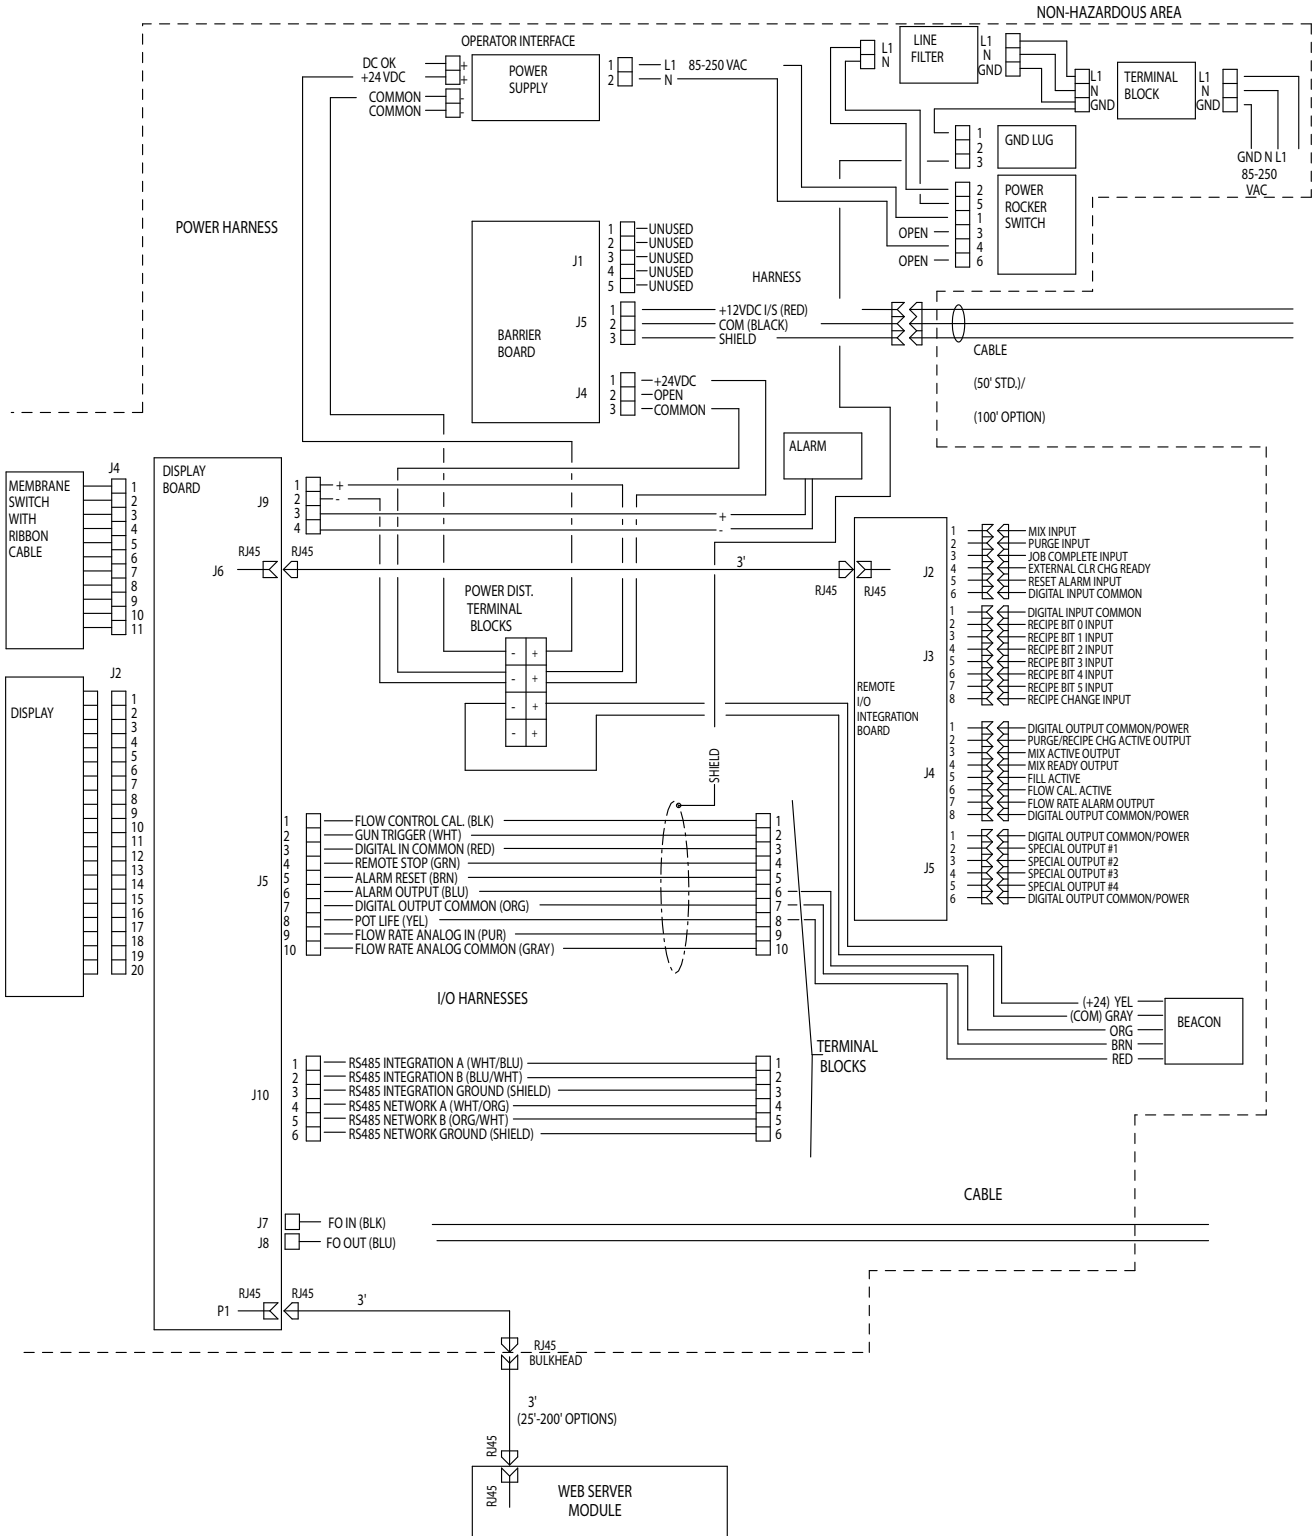 NON-HAZARDOUS AREA
OPERATOR INTERFACE
DC OK
+24 VDC
COMMON
COMMON
+
+
-
-
POWER
SUPPLY
1
2
L1 85-250 VAC
N
L1
N
LINE
FILTER
L1
N
GND
L1
N
GND
TERMINAL
BLOCK
L1
N
GND
GND N L1
85-250
VAC
1
2
3
GND LUG
2
5
1
3
4
6
OPEN
OPEN
POWER
ROCKER
SWITCH
POWER HARNESS
BARRIER
BOARD
J1
1 UNUSED
2 UNUSED
3 UNUSED
4 UNUSED
5 UNUSED
HARNESS
J5
1 +12VDC I/S (RED)
2 COM (BLACK)
3 SHIELD
CABLE
(50' STD.)/
(100' OPTION)
J4
1 +24VDC
2 OPEN
3 COMMON
ALARM
+
-
MEMBRANE
SWITCH
WITH
RIBBON
CABLE
J4
1
2
3
4
5
6
7
8
9
10
11
DISPLAY
BOARD
J9
1 +
2 -
3
4
J6
RJ45
RJ45
3'
RJ45
RJ45
POWER DIST.
TERMINAL
BLOCKS
- +
- +
- +
- +
DISPLAY
J2
1
2
3
4
5
6
7
8
9
10
11
12
13
14
15
16
17
18
19
20
REMOTE
I/O
INTEGRATION
BOARD
J2
1 MIX INPUT
2 PURGE INPUT
3 JOB COMPLETE INPUT
4 EXTERNAL CLR CHG READY
5 RESET ALARM INPUT
6 DIGITAL INPUT COMMON
J3
1 DIGITAL INPUT COMMON
2 RECIPE BIT 0 INPUT
3 RECIPE BIT 1 INPUT
4 RECIPE BIT 2 INPUT
5 RECIPE BIT 3 INPUT
6 RECIPE BIT 4 INPUT
7 RECIPE BIT 5 INPUT
8 RECIPE CHANGE INPUT
J4
1 DIGITAL OUTPUT COMMON/POWER
2 PURGE/RECIPE CHG ACTIVE OUTPUT
3 MIX ACTIVE OUTPUT
4 MIX READY OUTPUT
5 FILL ACTIVE
6 FLOW CAL. ACTIVE
7 FLOW RATE ALARM OUTPUT
8 DIGITAL OUTPUT COMMON/POWER
J5
1 DIGITAL OUTPUT COMMON/POWER
2 SPECIAL OUTPUT #1
3 SPECIAL OUTPUT #2
4 SPECIAL OUTPUT #3
5 SPECIAL OUTPUT #4
6 DIGITAL OUTPUT COMMON/POWER
SHIELD
J5
1 FLOW CONTROL CAL. (BLK) 1
2 GUN TRIGGER (WHT) 2
3 DIGITAL IN COMMON (RED) 3
4 REMOTE STOP (GRN) 4
5 ALARM RESET (BRN) 5
6 ALARM OUTPUT (BLU) 6
7 DIGITAL OUTPUT COMMON (ORG) 7
8 POT LIFE (YEL) 8
9 FLOW RATE ANALOG IN (PUR) 9
10 FLOW RATE ANALOG COMMON (GRAY) 10
I/O HARNESSES
(+24) YEL
(COM) GRAY
ORG
BRN
RED
BEACON
TERMINAL
BLOCKS
J10
1 RS485 INTEGRATION A (WHT/BLU) 1
2 RS485 INTEGRATION B (BLU/WHT) 2
3 RS485 INTEGRATION GROUND (SHIELD) 3
4 RS485 NETWORK A (WHT/ORG) 4
5 RS485 NETWORK B (ORG/WHT) 5
6 RS485 NETWORK GROUND (SHIELD) 6
CABLE
J7 FO IN (BLK)
J8 FO OUT (BLU)
P1
RJ45
RJ45
3'
RJ45
BULKHEAD
3'
(25'-200' OPTIONS)
RJ45
RJ45
WEB SERVER
MODULE